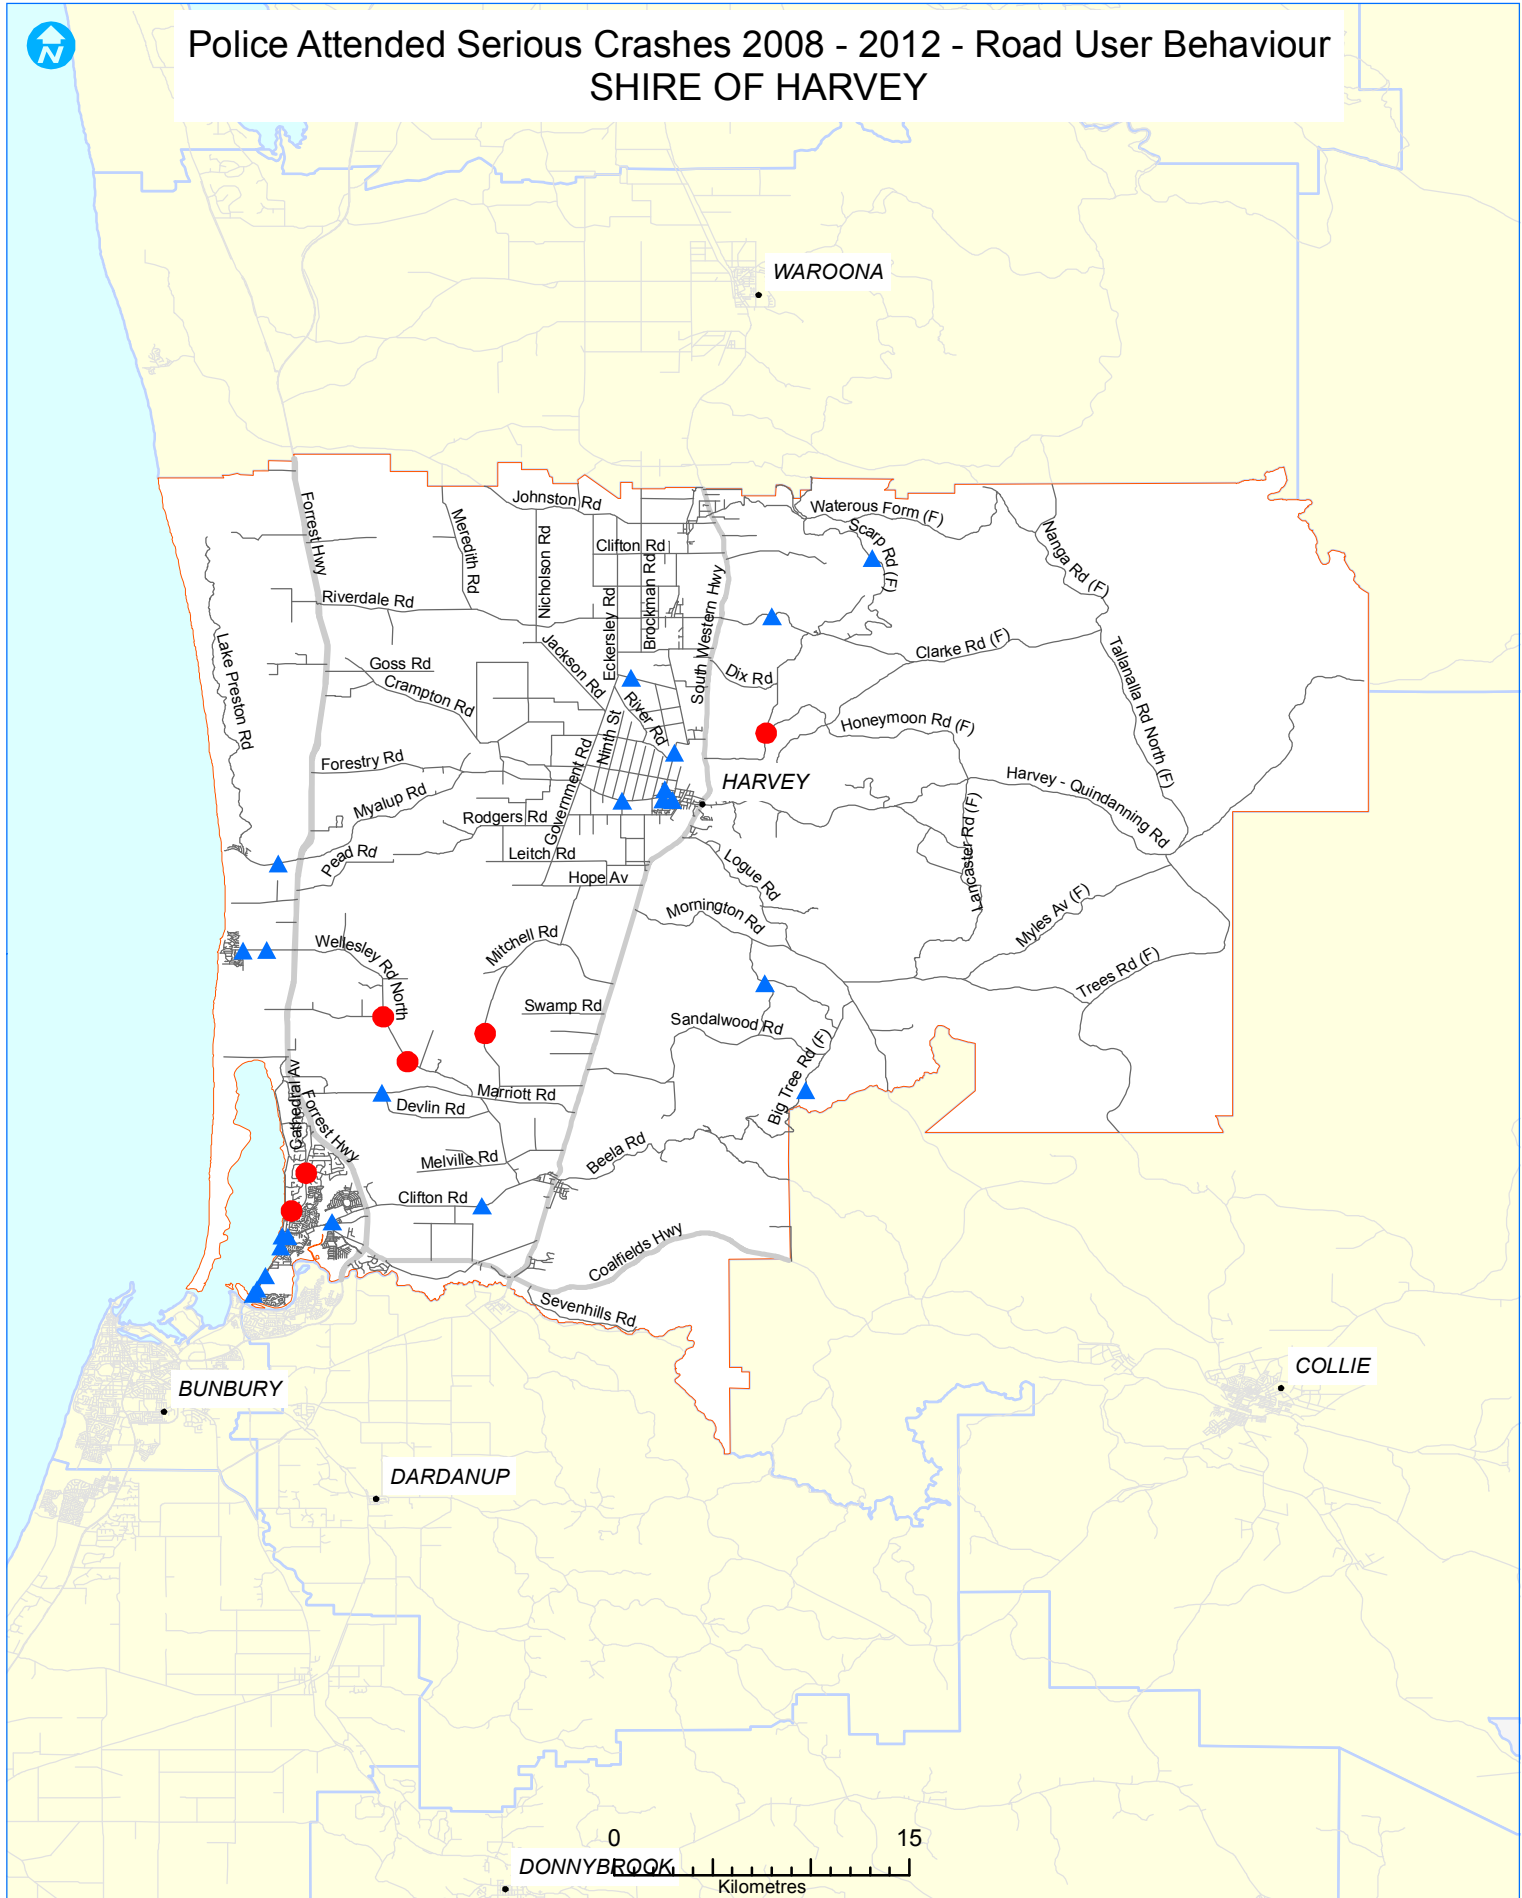 N
Police Attended Serious Crashes 2008 - 2012 - Road User Behaviour
SHIRE OF HARVEY
WAROONA
Johnston Rd
Waterous Form (F)
Forrest Hwy
Meredith Rd
Nicholson Rd
Clifton Rd
Brockman Rd
Eckersley Rd
South Western Hwy
Scarp Rd (F)
Nanga Rd (F)
Riverdale Rd
Lake Preston Rd
Goss Rd
Crampton Rd
Jackson Rd
River Rd
Ninth St
Dix Rd
Clarke Rd (F)
Tallanalla Rd North (F)
Honeymoon Rd (F)
Forestry Rd
Government Rd
HARVEY
Harvey - Quindanning Rd
Myalup Rd
Rodgers Rd
Lancaster Rd (F)
Pead Rd
Leitch Rd
Hope Av
Logue Rd
Mornington Rd
Myles Av (F)
Wellesley Rd North
Mitchell Rd
Trees Rd (F)
Swamp Rd
Sandalwood Rd
Big Tree Rd (F)
Cathedral Av
Forrest Hwy
Marriott Rd
Devlin Rd
Melville Rd
Beela Rd
Clifton Rd
Coalfields Hwy
Sevenhills Rd
BUNBURY
COLLIE
DARDANUP
0 15
DONNYBROOK
Kilometres